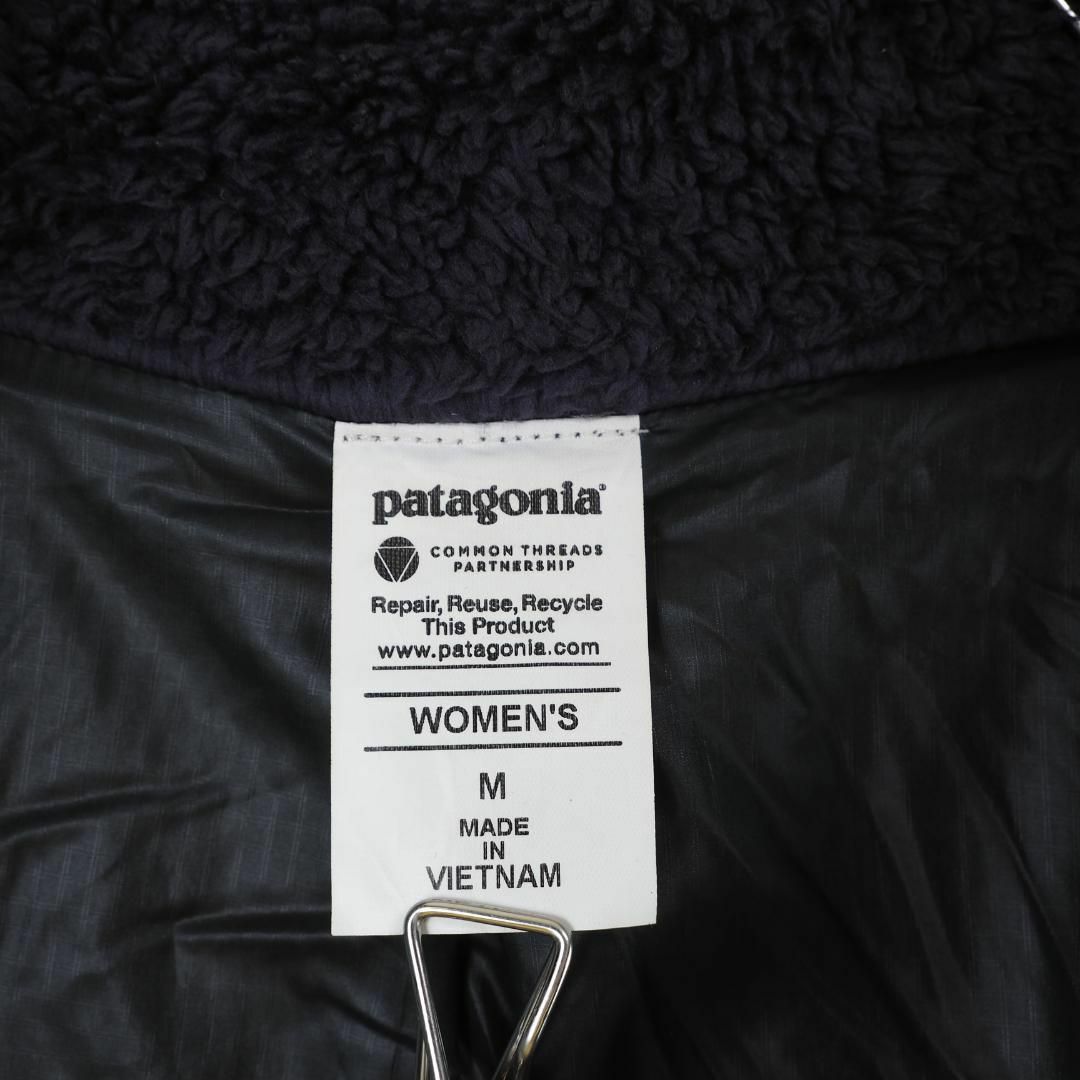 patagonia®
COMMON THREADS
PARTNERSHIP
Repair, Reuse, Recycle
This Product
www.patagonia.com
WOMEN'S
M
MADE
IN
VIETNAM